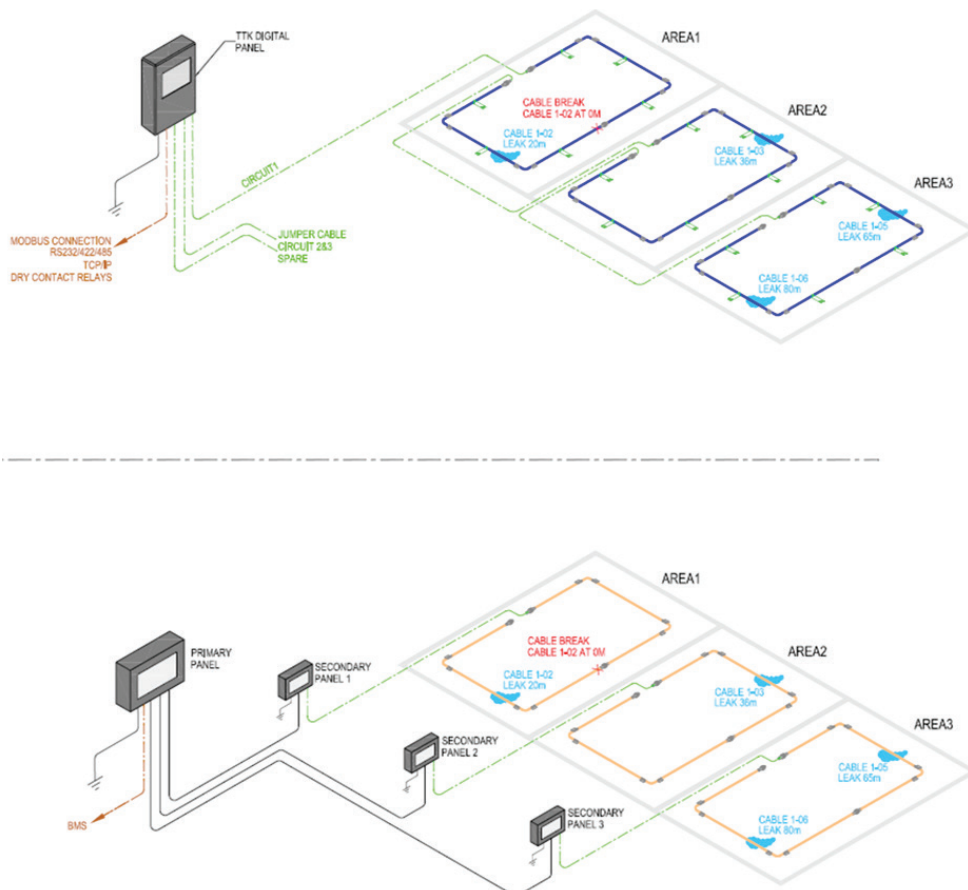 TTK DIGITAL
PANEL
AREA1
CABLE BREAK
CABLE 1-02 AT 0M
CABLE 1-02
LEAK 20m
AREA2
CABLE 1-03
LEAK 36m
AREA3
CABLE 1-05
LEAK 65m
CABLE 1-06
LEAK 80m
CIRCUIT1
JUMPER CABLE
CIRCUIT 2&3
SPARE
MODBUS CONNECTION
RS232/422/485
TCP/IP
DRY CONTACT RELAYS
AREA1
PRIMARY
PANEL
SECONDARY
PANEL 1
CABLE BREAK
CABLE 1-02 AT 0M
CABLE 1-02
LEAK 20m
AREA2
CABLE 1-03
LEAK 36m
SECONDARY
PANEL 2
AREA3
CABLE 1-05
LEAK 65m
CABLE 1-06
LEAK 80m
SECONDARY
PANEL 3
BMS